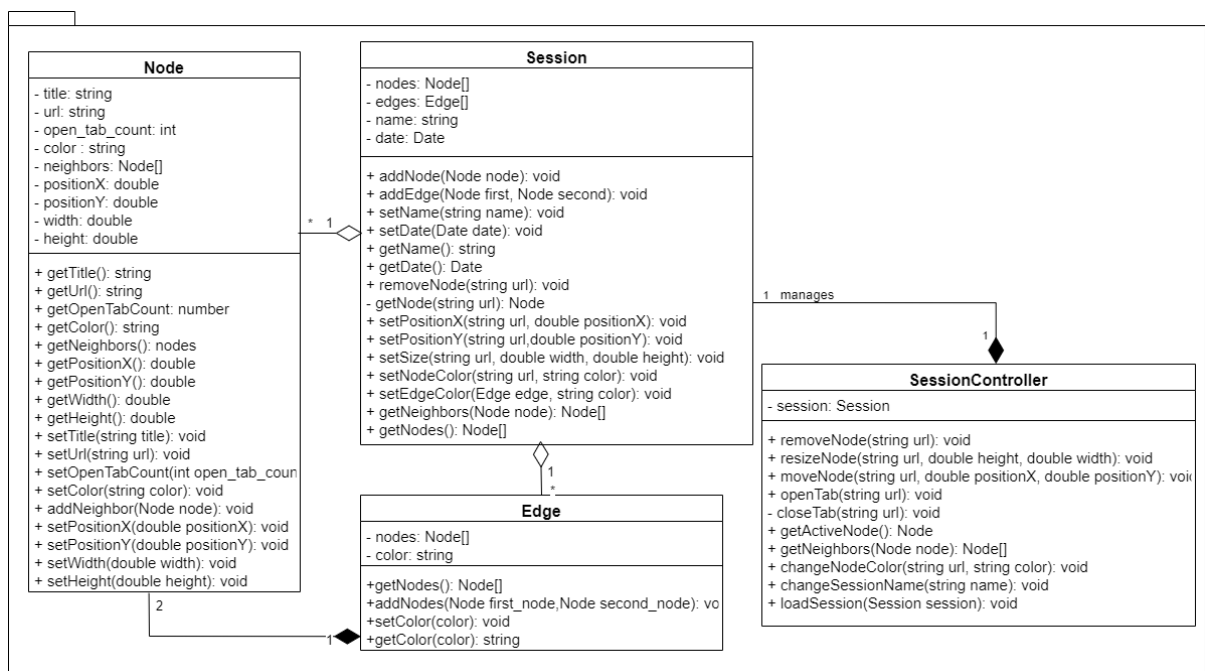 Node
- title: string
- url: string
- open_tab_count: int
- color : string
- neighbors: Node[]
- positionX: double
- positionY: double
- width: double
- height: double
+ getTitle(): string
+ getUrl(): string
+ getOpenTabCount: number
+ getColor(): string
+ getNeighbors(): nodes
+ getPositionX(): double
+ getPositionY(): double
+ getWidth(): double
+ getHeight(): double
+ setTitle(string title): void
+ setUrl(string url): void
+ setOpenTabCount(int open_tab_coun
+ setColor(string color): void
+ addNeighbor(Node node): void
+ setPositionX(double positionX): void
+ setPositionY(double positionY): void
+ setWidth(double width): void
+ setHeight(double height): void
* 1
Session
- nodes: Node[]
- edges: Edge[]
- name: string
- date: Date
+ addNode(Node node): void
+ addEdge(Node first, Node second): void
+ setName(string name): void
+ setDate(Date date): void
+ getName(): string
+ getDate(): Date
+ removeNode(string url): void
- getNode(string url): Node
+ setPositionX(string url, double positionX): void
+ setPositionY(string url,double positionY): void
+ setSize(string url, double width, double height): void
+ setNodeColor(string url, string color): void
+ setEdgeColor(Edge edge, string color): void
+ getNeighbors(Node node): Node[]
+ getNodes(): Node[]
1
*
Edge
- nodes: Node[]
- color: string
+getNodes(): Node[]
+addNodes(Node first_node,Node second_node): vo
+setColor(color): void
+getColor(color): string
2
1
1 manages
1
SessionController
- session: Session
+ removeNode(string url): void
+ resizeNode(string url, double height, double width): void
+ moveNode(string url, double positionX, double positionY): voi
+ openTab(string url): void
- closeTab(string url): void
+ getActiveNode(): Node
+ getNeighbors(Node node): Node[]
+ changeNodeColor(string url, string color): void
+ changeSessionName(string name): void
+ loadSession(Session session): void